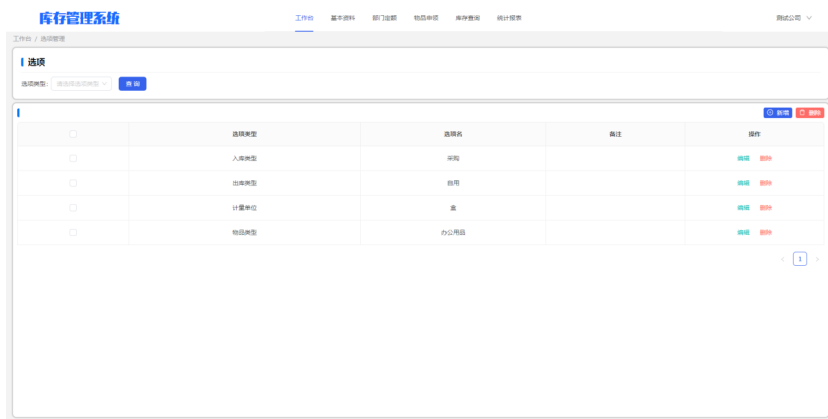 库存管理系统 工作台 基本资料 部门定额 物品申领 库存查询 统计报表 测试公司
工作台 / 选项管理
选项
选项类型: 请选择选项类型 查 询
新增 删除
选项类型 选项名 备注 操作
入库类型 采购 编辑 删除
出库类型 自用 编辑 删除
计量单位 盒 编辑 删除
物品类型 办公用品 编辑 删除
< 1 >